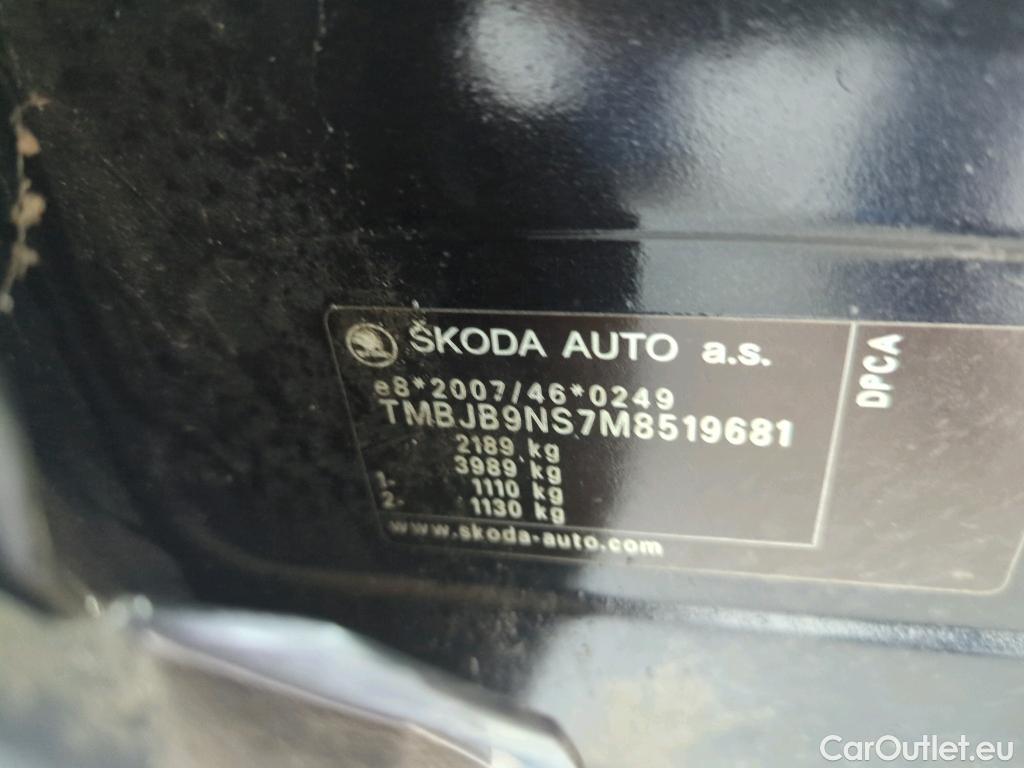 ŠKODA AUTO a.s.
e8*2007/46*0249
TMBJB9NS7M8519681
2189 kg
3989 kg
1- 1110 kg
2- 1130 kg
www.skoda-auto.com
DPCA
CarOutlet.eu